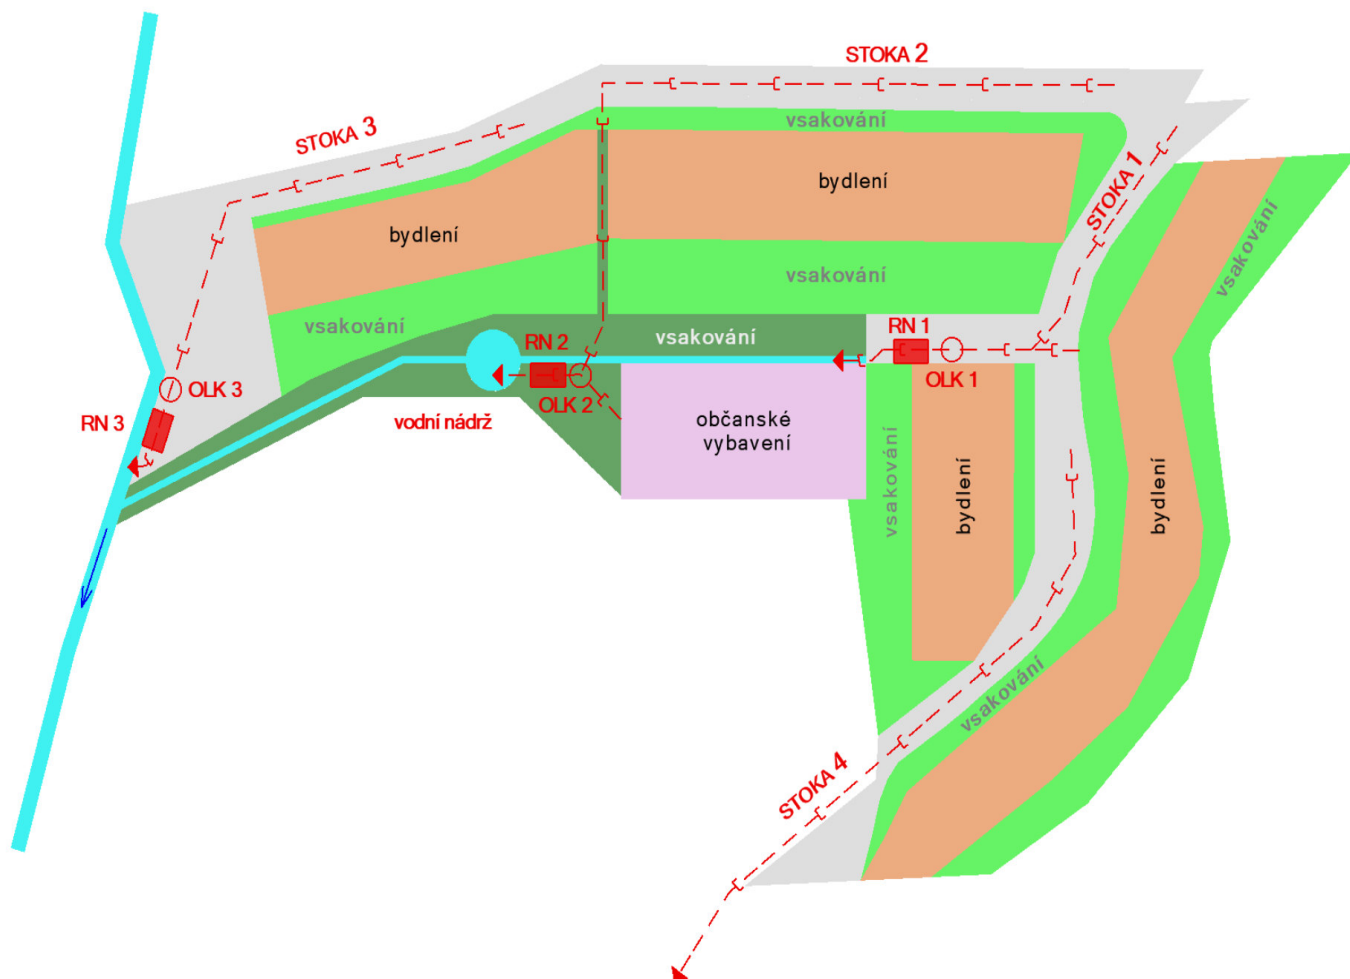 STOKA 2
vsakování
STOKA 3
bydlení
STOKA 1
bydlení
vsakování
vsakování
vsakování
RN 1
vsakování
RN 2
OLK 1
OLK 3
OLK 2
RN 3
vodní nádrž
občanské
vybavení
vsakování
bydlení
bydlení
vsakování
STOKA 4